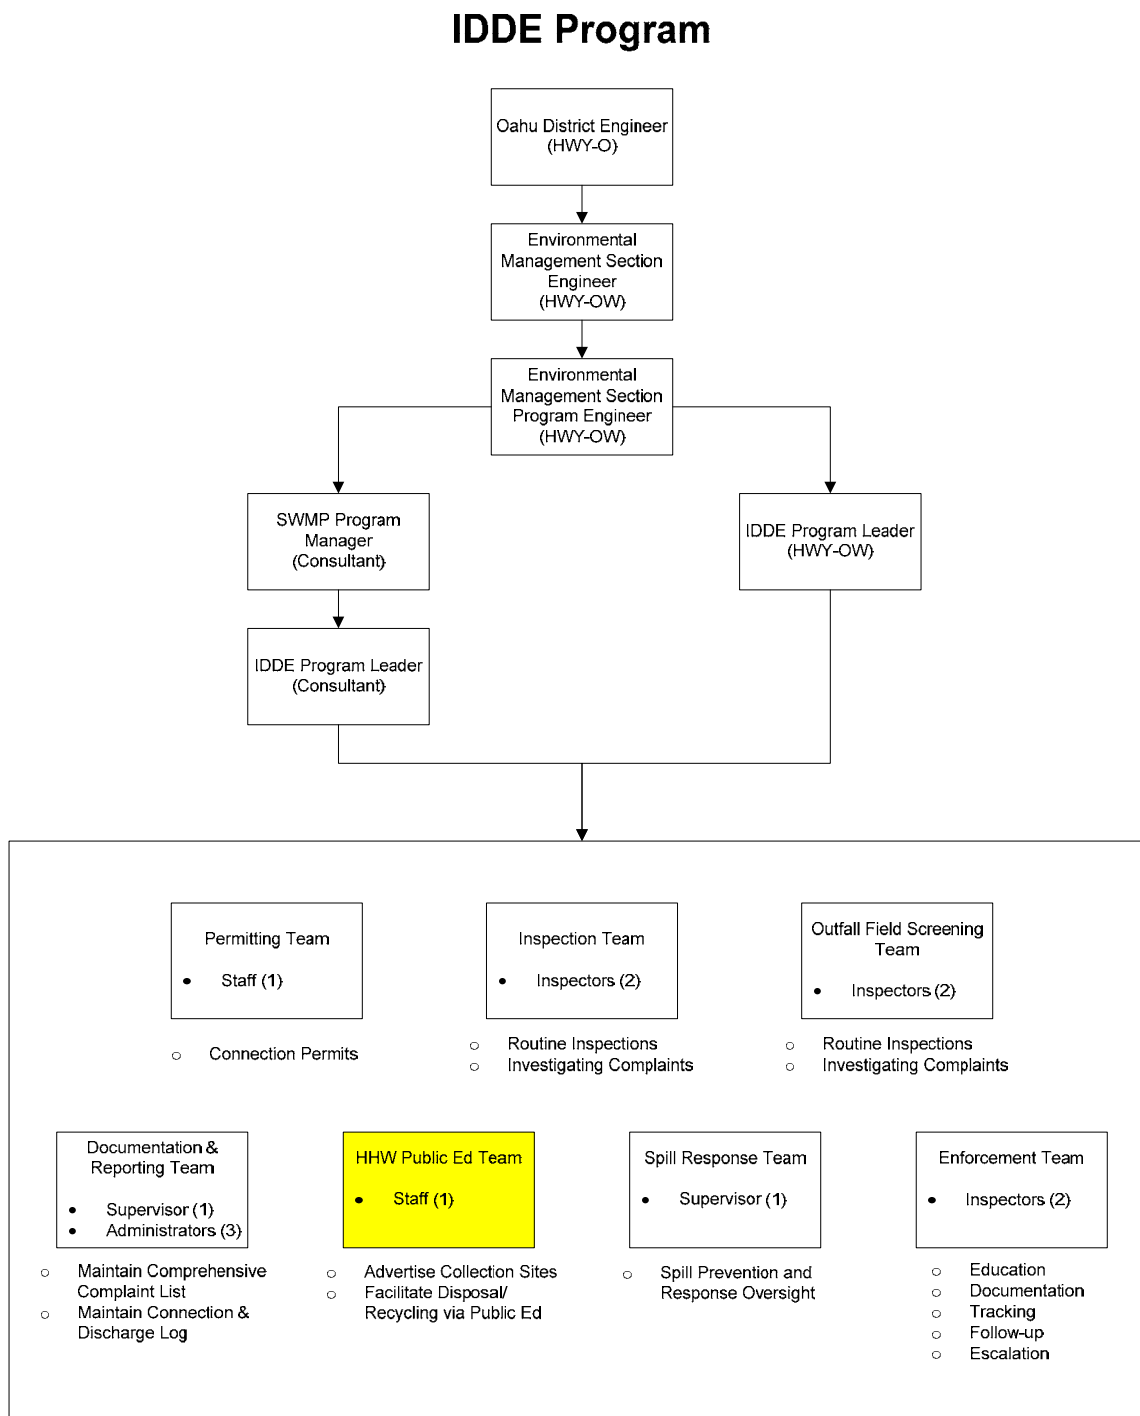 IDDE Program
Oahu District Engineer
(HWY-O)
Environmental
Management Section
Engineer
(HWY-OW)
Environmental
Management Section
Program Engineer
(HWY-OW)
SWMP Program
Manager
(Consultant)
IDDE Program Leader
(HWY-OW)
IDDE Program Leader
(Consultant)
Permitting Team
• Staff (1)
○ Connection Permits
Inspection Team
• Inspectors (2)
○ Routine Inspections
○ Investigating Complaints
Outfall Field Screening
Team
• Inspectors (2)
○ Routine Inspections
○ Investigating Complaints
Documentation &
Reporting Team
• Supervisor (1)
• Administrators (3)
○ Maintain Comprehensive
Complaint List
○ Maintain Connection &
Discharge Log
HHW Public Ed Team
• Staff (1)
○ Advertise Collection Sites
○ Facilitate Disposal/
Recycling via Public Ed
Spill Response Team
• Supervisor (1)
○ Spill Prevention and
Response Oversight
Enforcement Team
• Inspectors (2)
○ Education
○ Documentation
○ Tracking
○ Follow-up
○ Escalation